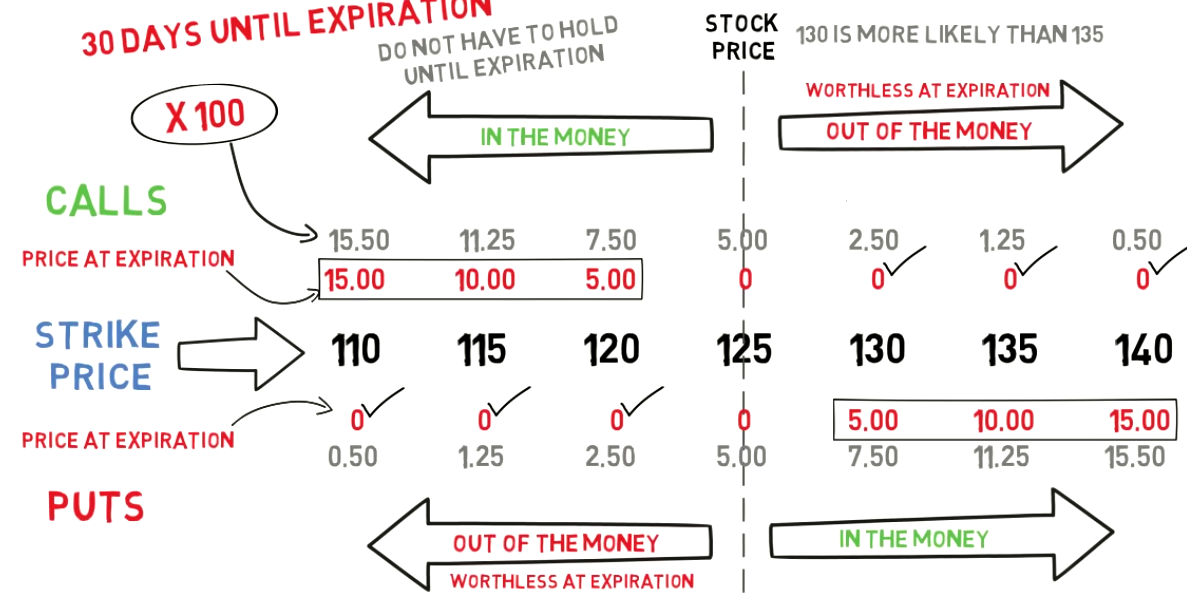 30 DAYS UNTIL EXPIRATION
DO NOT HAVE TO HOLD
UNTIL EXPIRATION
STOCK
PRICE
130 IS MORE LIKELY THAN 135
X 100
IN THE MONEY
WORTHLESS AT EXPIRATION
OUT OF THE MONEY
CALLS
15.50 11.25 7.50 5.00 2.50 1.25 0.50
PRICE AT EXPIRATION
15.00 10.00 5.00 0 0 0 0
STRIKE
PRICE
110 115 120 125 130 135 140
PRICE AT EXPIRATION
0 0 0 0 5.00 10.00 15.00
0.50 1.25 2.50 5.00 7.50 11.25 15.50
PUTS
OUT OF THE MONEY
WORTHLESS AT EXPIRATION
IN THE MONEY